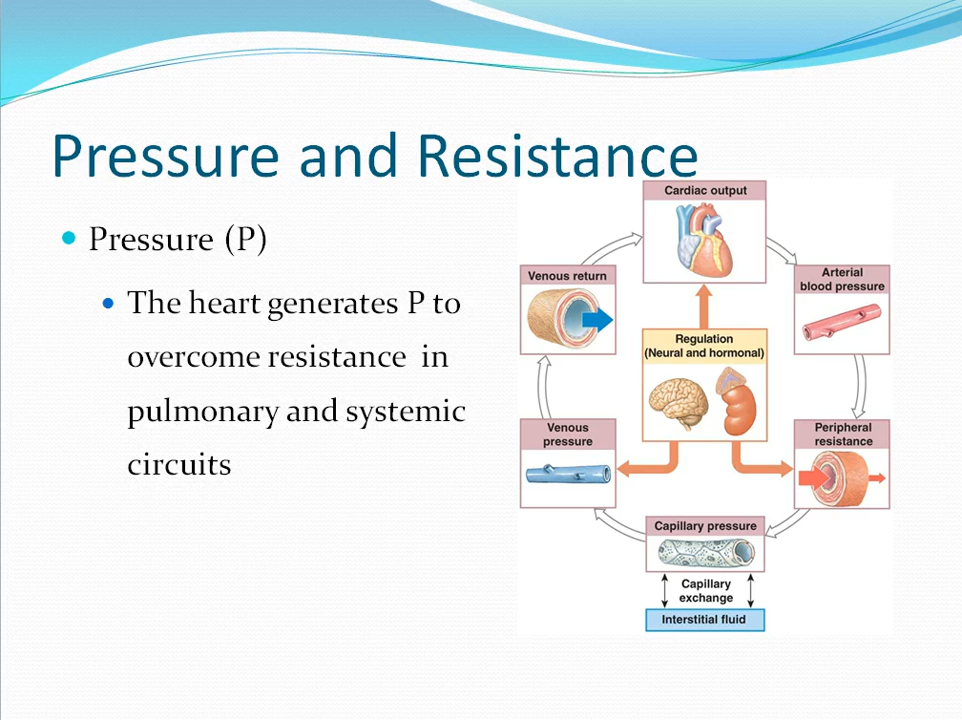 Pressure and Resistance
Pressure (P)
The heart generates P to
overcome resistance in
pulmonary and systemic
circuits
Cardiac output
Venous return
Arterial
blood pressure
Regulation
(Neural and hormonal)
Venous
pressure
Peripheral
resistance
Capillary pressure
Capillary
exchange
Interstitial fluid